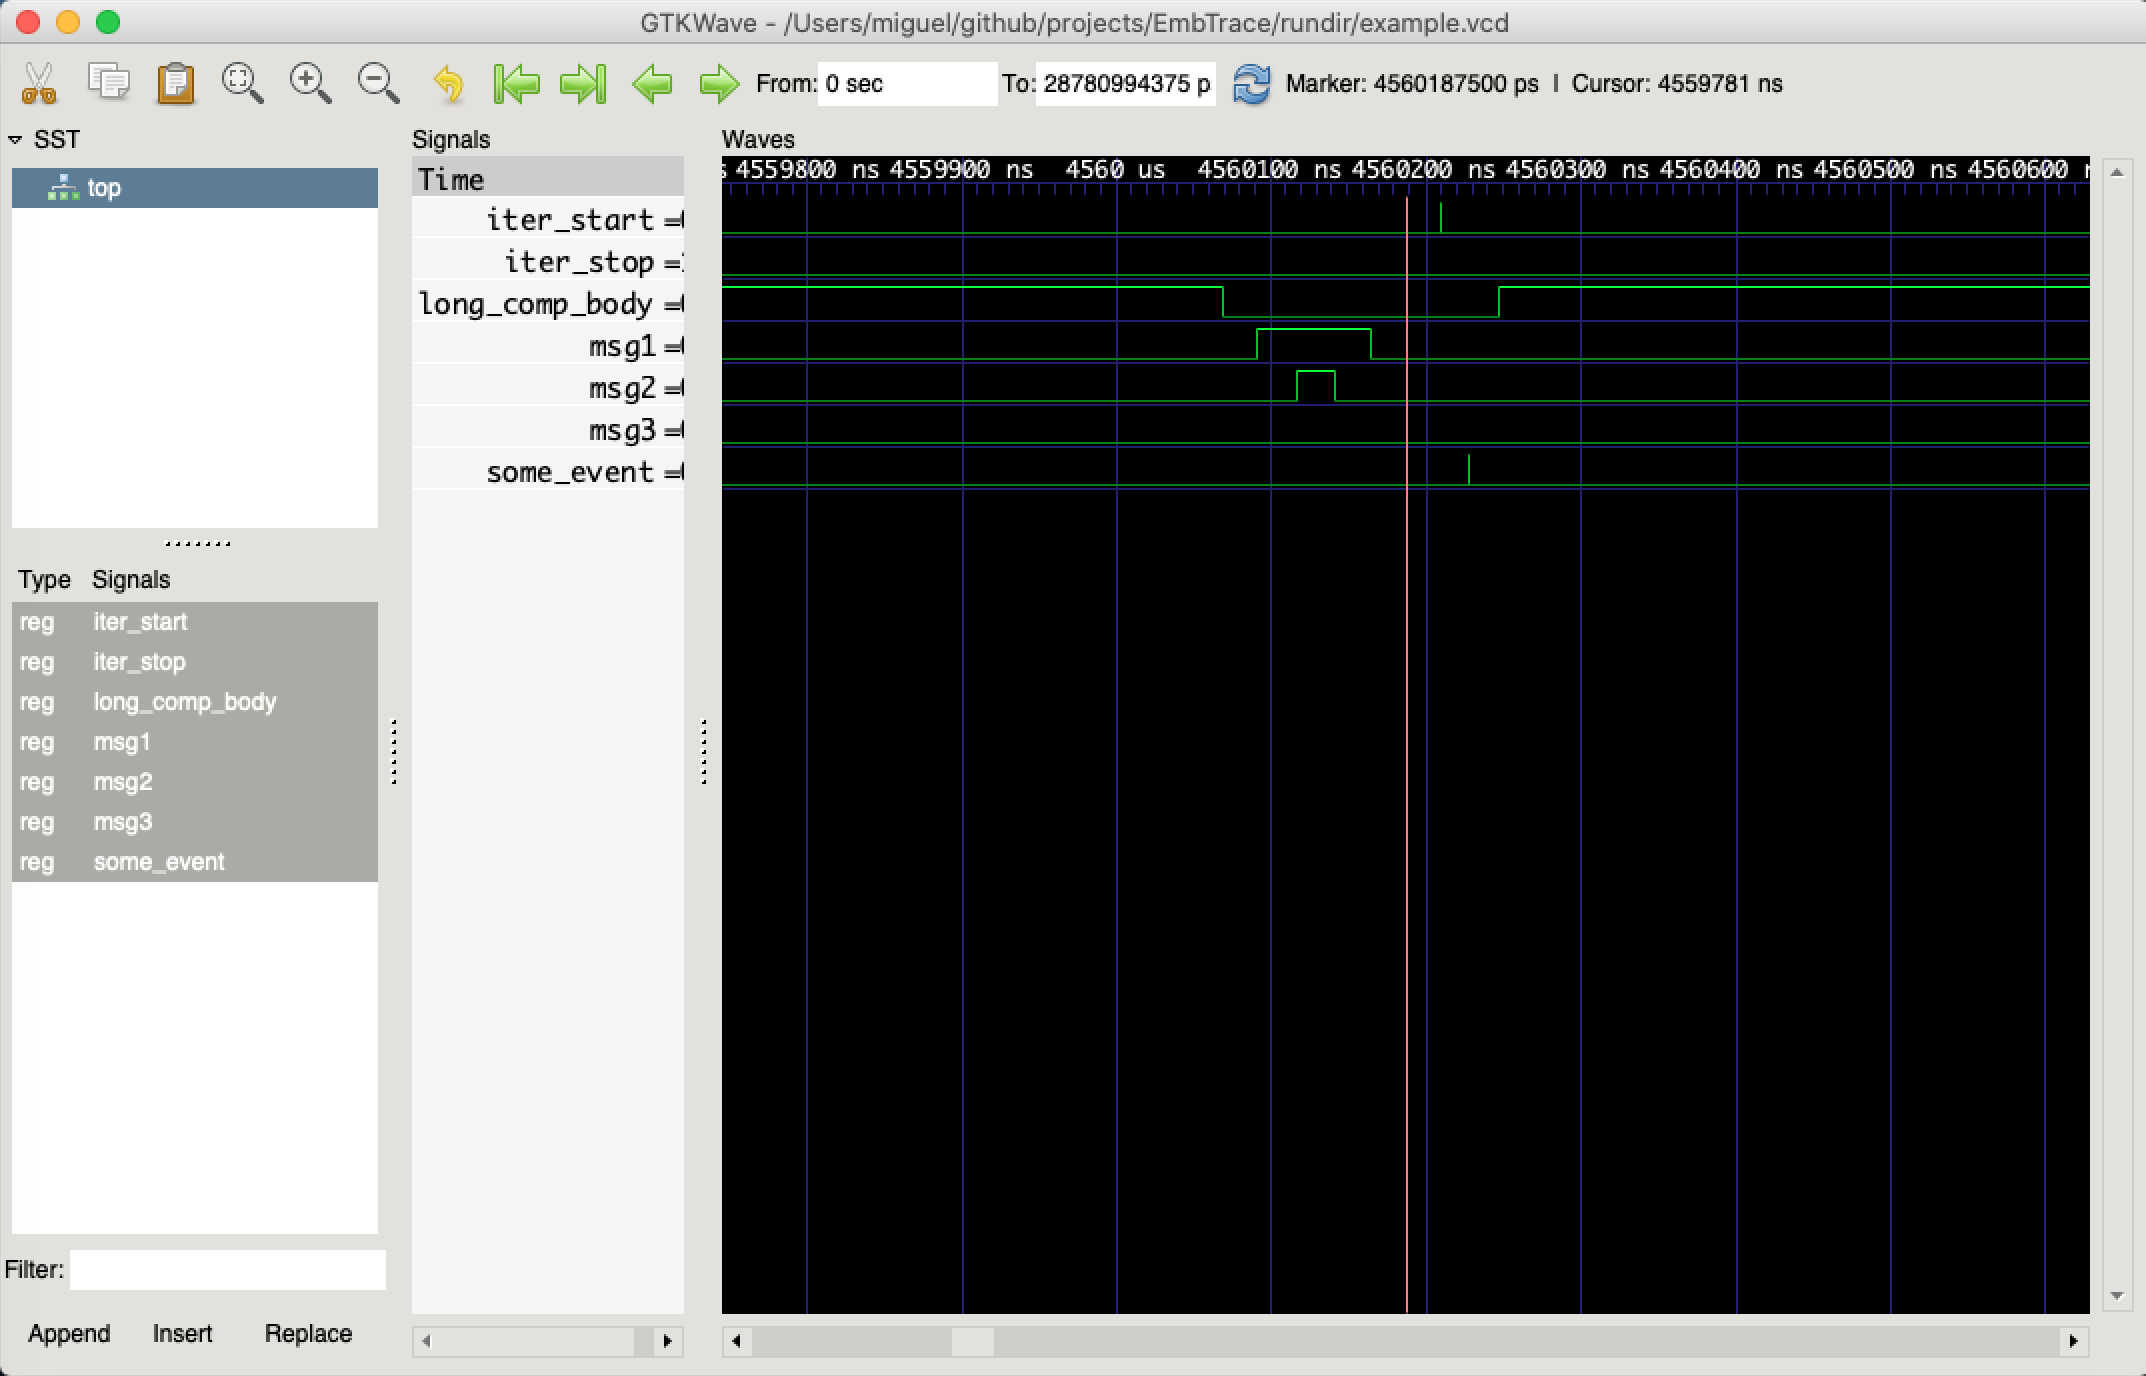 GTKWave - /Users/miguel/github/projects/EmbTrace/rundir/example.vcd
From: 0 sec To: 28780994375 p Marker: 4560187500 ps | Cursor: 4559781 ns
SST
top
Type Signals
reg iter_start
reg iter_stop
reg long_comp_body
reg msg1
reg msg2
reg msg3
reg some_event
Filter:
Append Insert Replace
Signals
Time
iter_start =
iter_stop =
long_comp_body =
msg1 =
msg2 =
msg3 =
some_event =
Waves
4559800 ns 4559900 ns 4560 us 4560100 ns 4560200 ns 4560300 ns 4560400 ns 4560500 ns 4560600